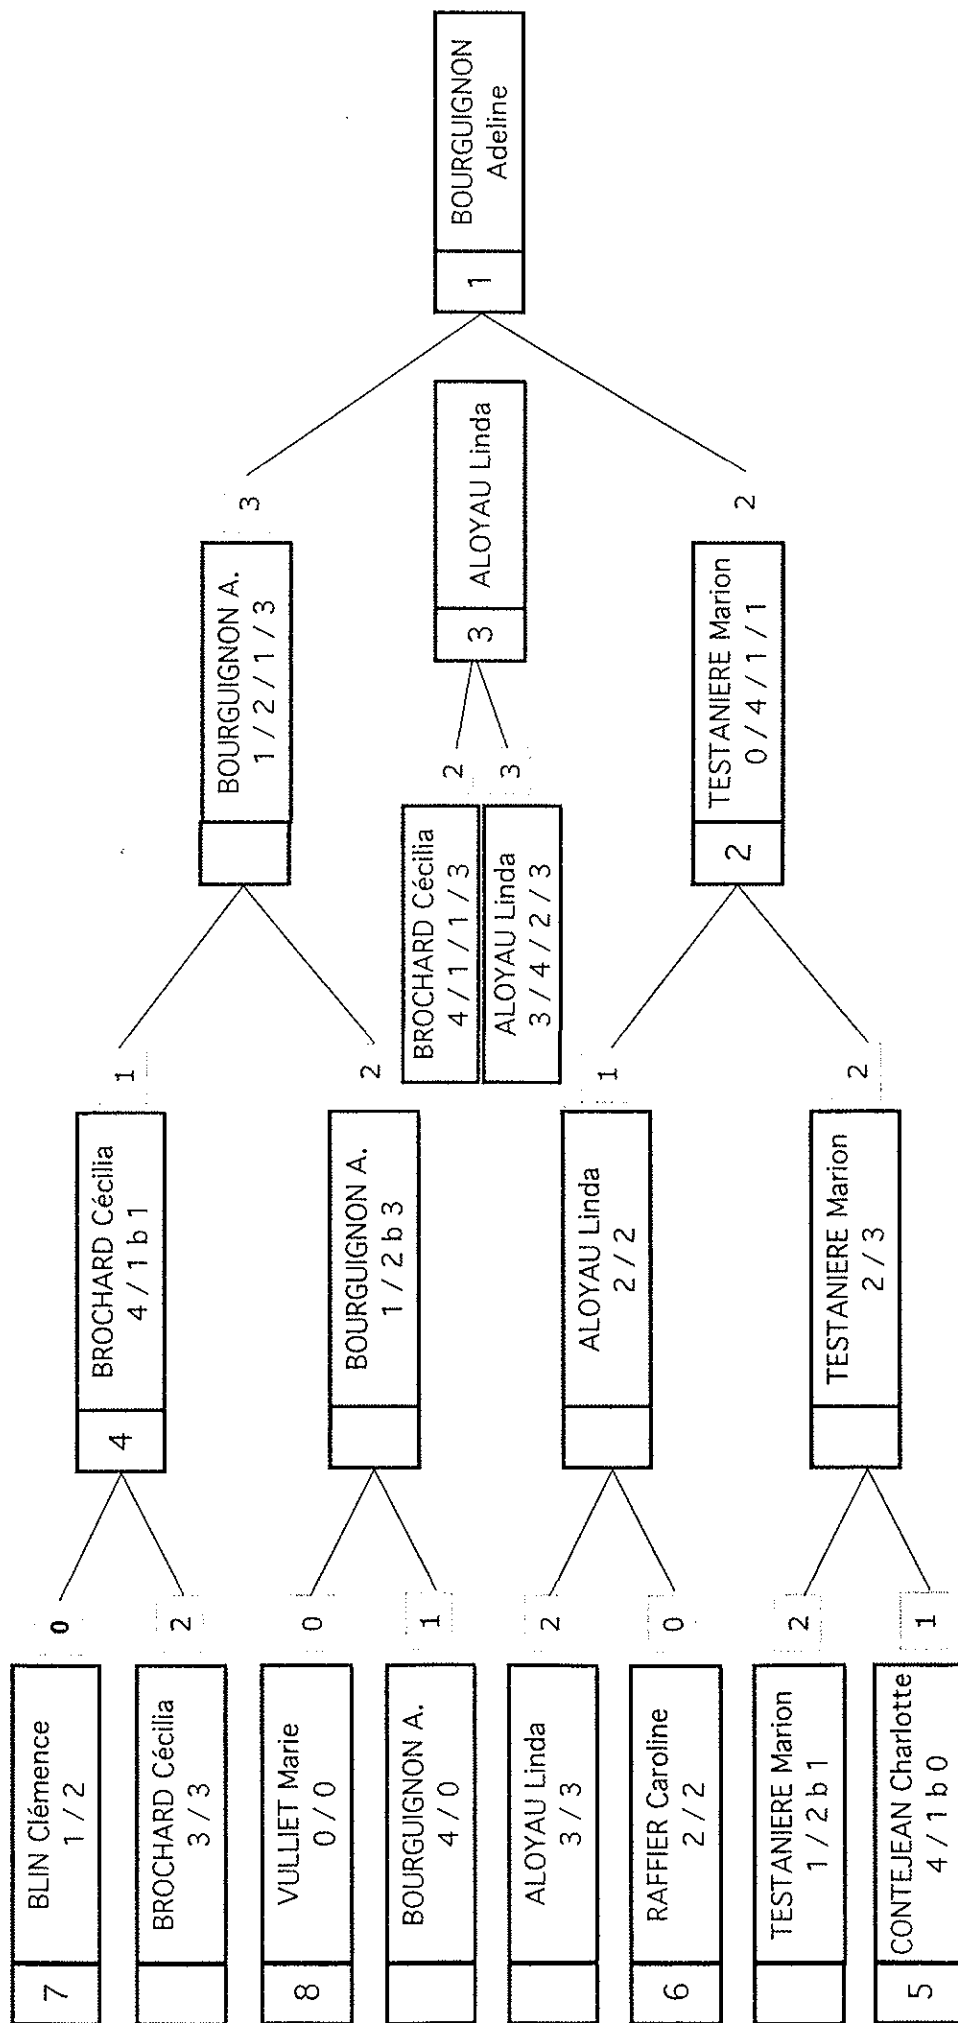 7
BLIN Clémence
1 / 2
0
BROCHARD Cécilia
3 / 3
2
8
VULLIET Marie
0 / 0
0
BOURGUIGNON A.
4 / 0
1
ALOYAU Linda
3 / 3
2
6
RAFFIER Caroline
2 / 2
0
TESTANIERE Marion
1 / 2 b 1
2
5
CONTEJEAN Charlotte
4 / 1 b 0
1
4
BROCHARD Cécilia
4 / 1 b 1
1
BOURGUIGNON A.
1 / 2 b 3
2
ALOYAU Linda
2 / 2
1
TESTANIERE Marion
2 / 3
2
BROCHARD Cécilia
4 / 1 / 1 / 3
2
ALOYAU Linda
3 / 4 / 2 / 3
3
BOURGUIGNON A.
1 / 2 / 1 / 3
3
2
TESTANIERE Marion
0 / 4 / 1 / 1
2
3
ALOYAU Linda
1
BOURGUIGNON
Adeline